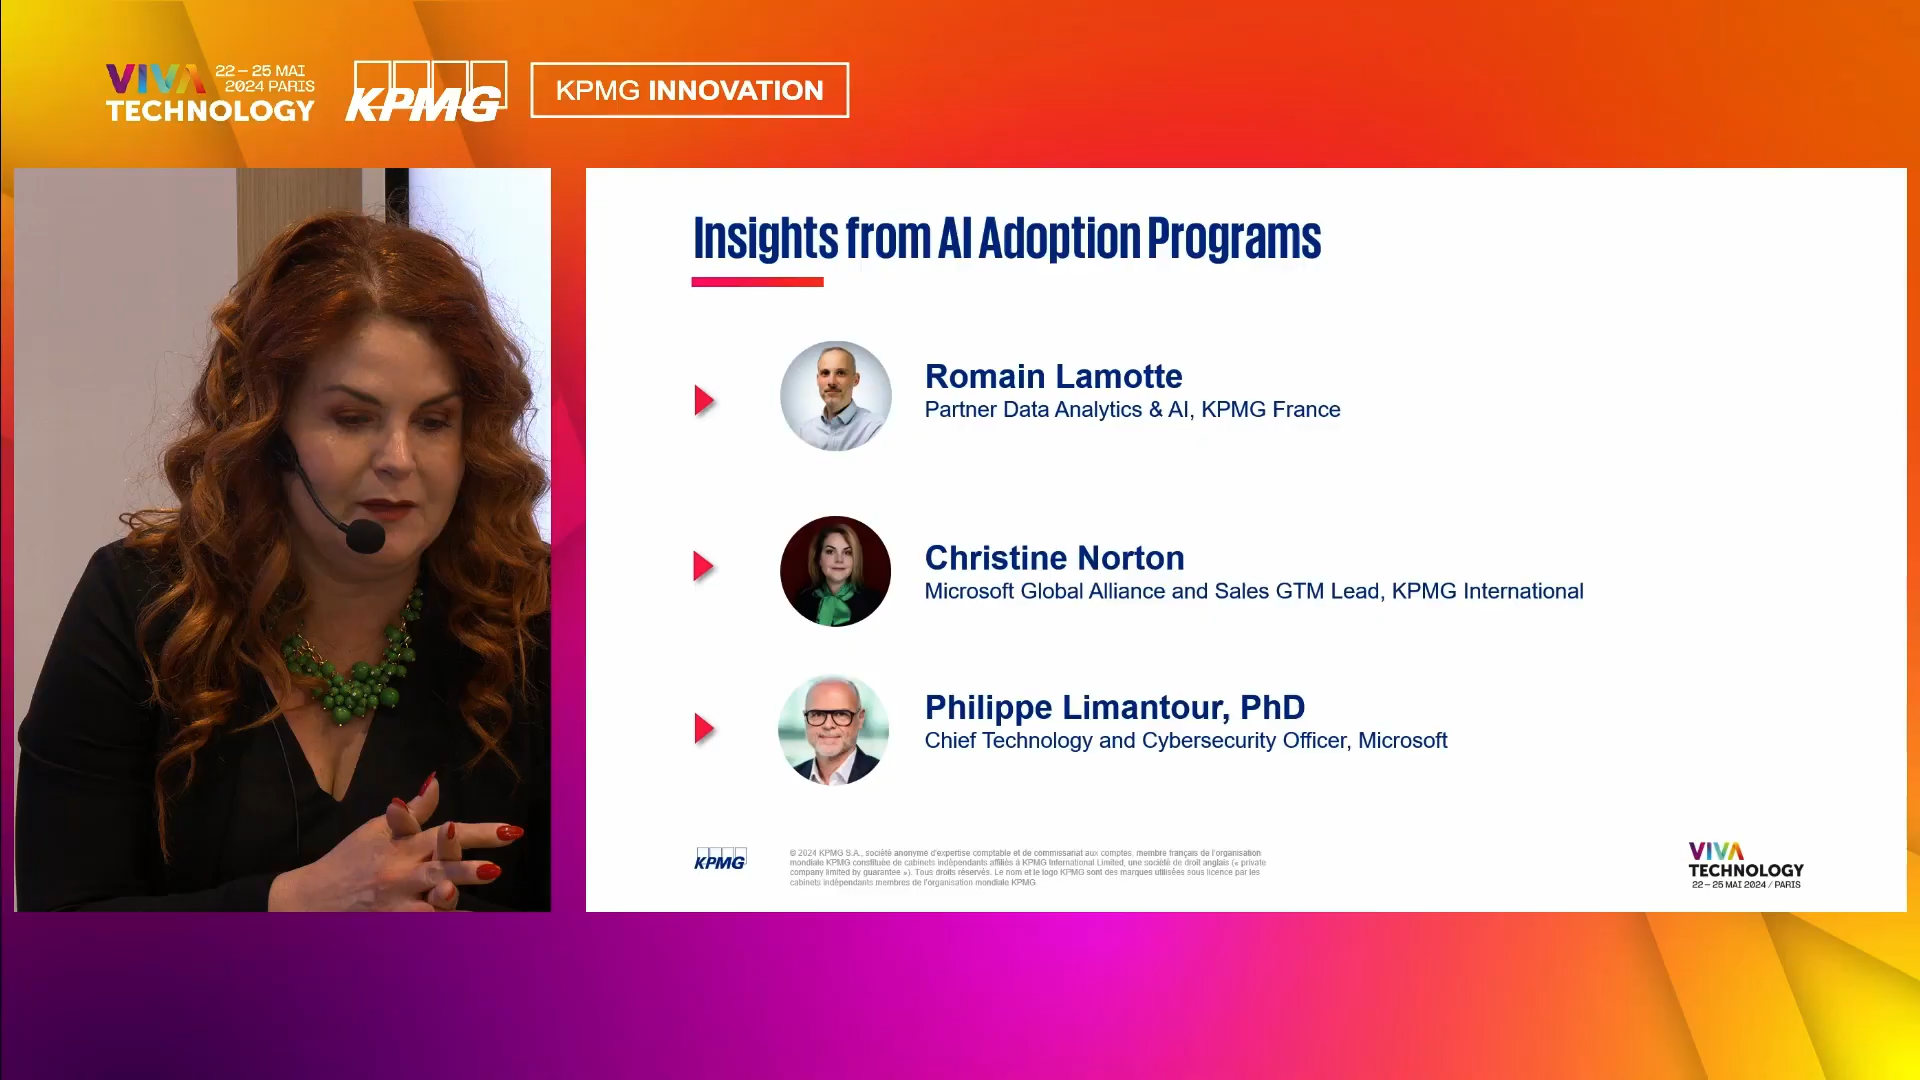 VIVA 22 – 25 MAI
2024 PARIS
TECHNOLOGY
KPMG
KPMG INNOVATION
Insights from AI Adoption Programs
Romain Lamotte
Partner Data Analytics & AI, KPMG France
Christine Norton
Microsoft Global Alliance and Sales GTM Lead, KPMG International
Philippe Limantour, PhD
Chief Technology and Cybersecurity Officer, Microsoft
KPMG
© 2024 KPMG S.A., société anonyme d'expertise comptable et de commissariat aux comptes, membre français de l'organisation
mondiale KPMG constituée de cabinets indépendants affiliés à KPMG International Limited, une société de droit anglais (« private
company limited by guarantee »). Tous droits réservés. Le nom et le logo KPMG sont des marques utilisées sous licence par les
cabinets indépendants membres de l'organisation mondiale KPMG.
VIVA
TECHNOLOGY
22 – 25 MAI 2024 / PARIS